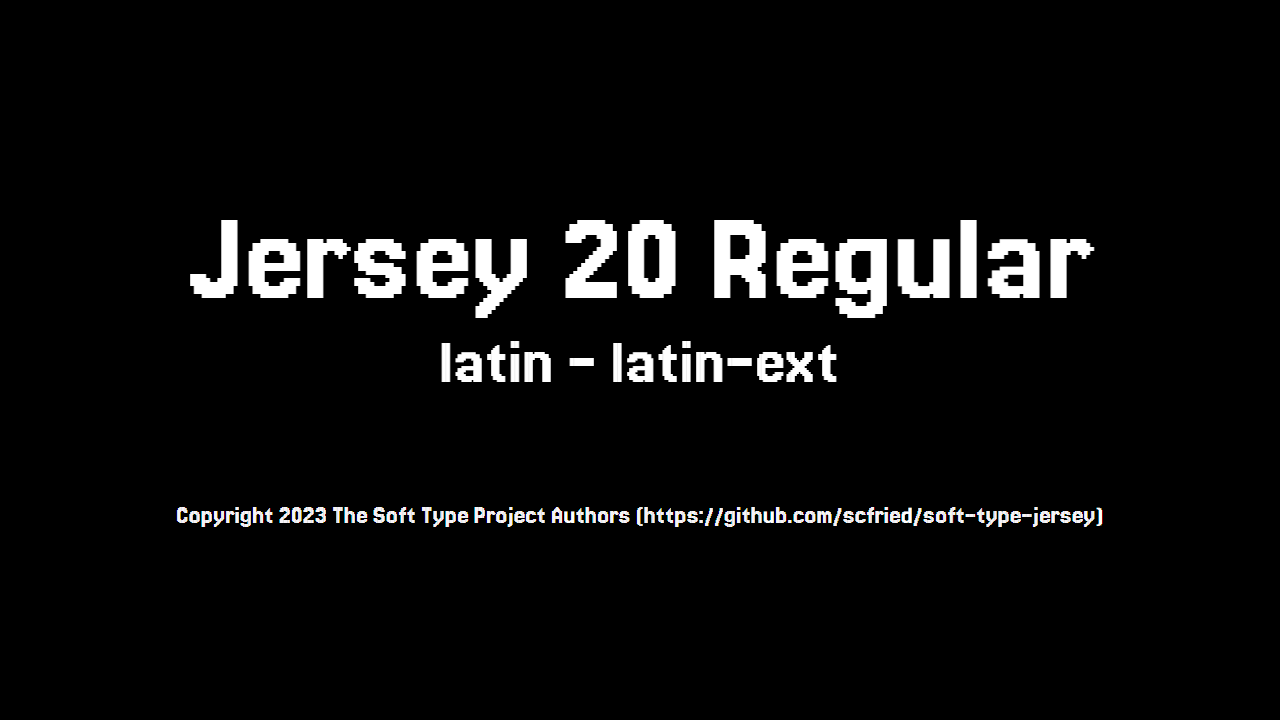 Jersey 20 Regular
latin - latin-ext
Copyright 2023 The Soft Type Project Authors (https://github.com/scfried/soft-type-jersey)